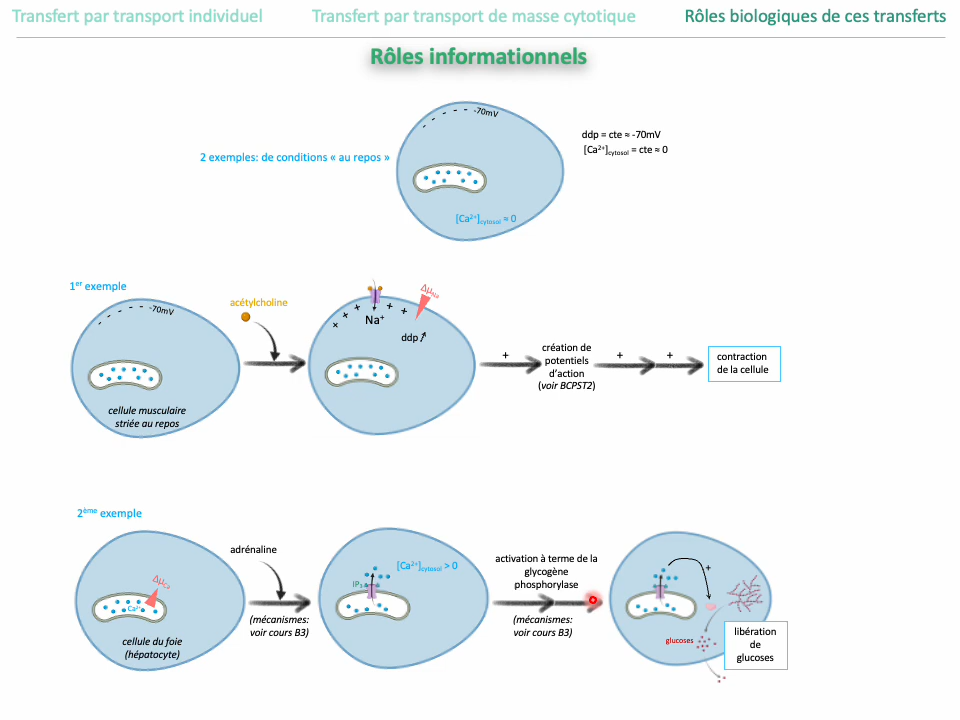 Transfert par transport individuel
Transfert par transport de masse cytotique
Rôles biologiques de ces transferts
Rôles informationnels
- - - - - -70mV
ddp = cte ≈ -70mV
[Ca²⁺]cytosol = cte ≈ 0
2 exemples: de conditions « au repos »
[Ca²⁺]cytosol ≈ 0
1er exemple
- - - - -70mV
cellule musculaire
striée au repos
acétylcholine
+ + + + +
Na⁺
ΔμNa
ddp
+
création de
potentiels
d'action
(voir BCPST2)
+
+
contraction
de la cellule
2ème exemple
ΔμCa
Ca²⁺
cellule du foie
(hépatocyte)
adrénaline
(mécanismes:
voir cours B3)
[Ca²⁺]cytosol > 0
IP3
activation à terme de la
glycogène
phosphorylase
(mécanismes:
voir cours B3)
+
glucoses
libération
de
glucoses